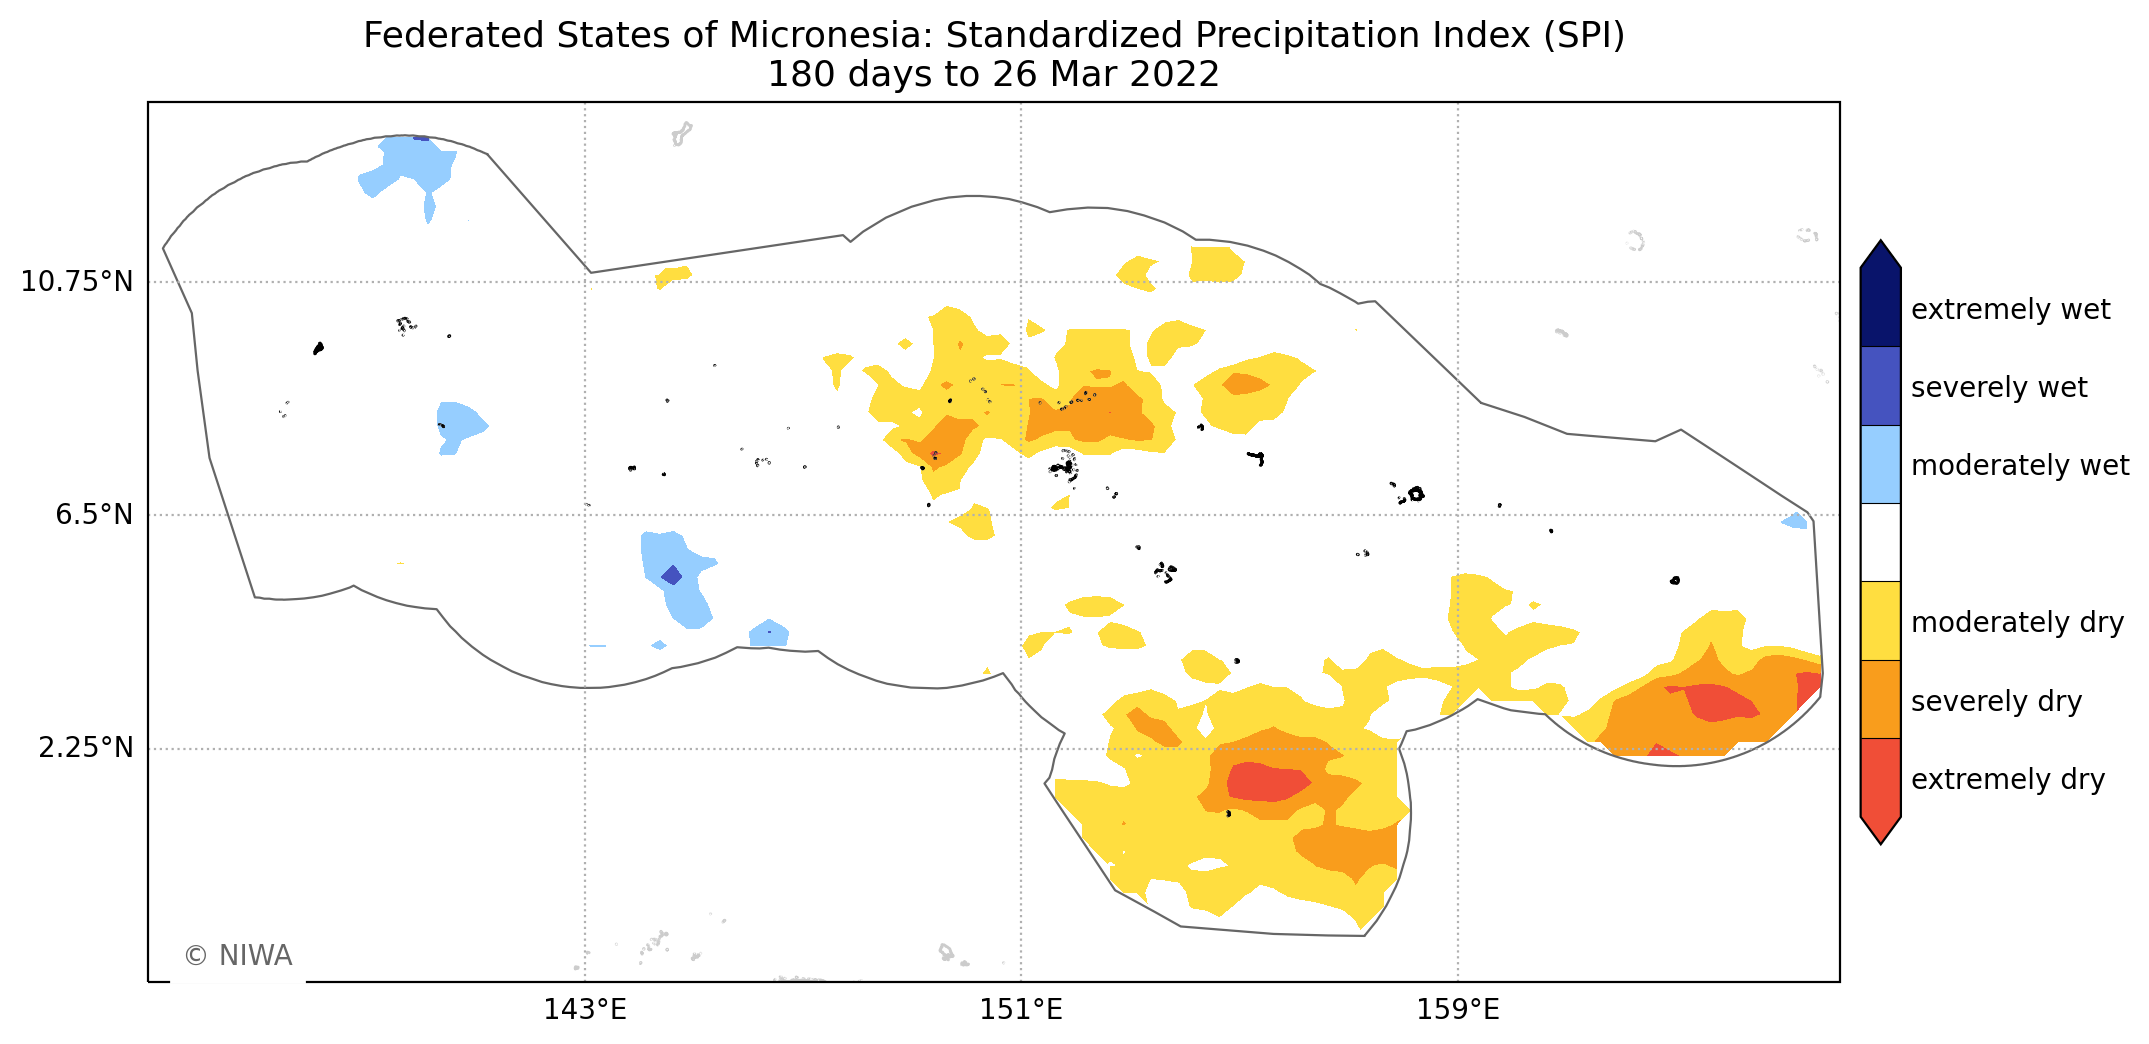 Federated States of Micronesia: Standardized Precipitation Index (SPI)
180 days to 26 Mar 2022
10.75°N
6.5°N
2.25°N
143°E
151°E
159°E
© NIWA
extremely wet
severely wet
moderately wet
moderately dry
severely dry
extremely dry